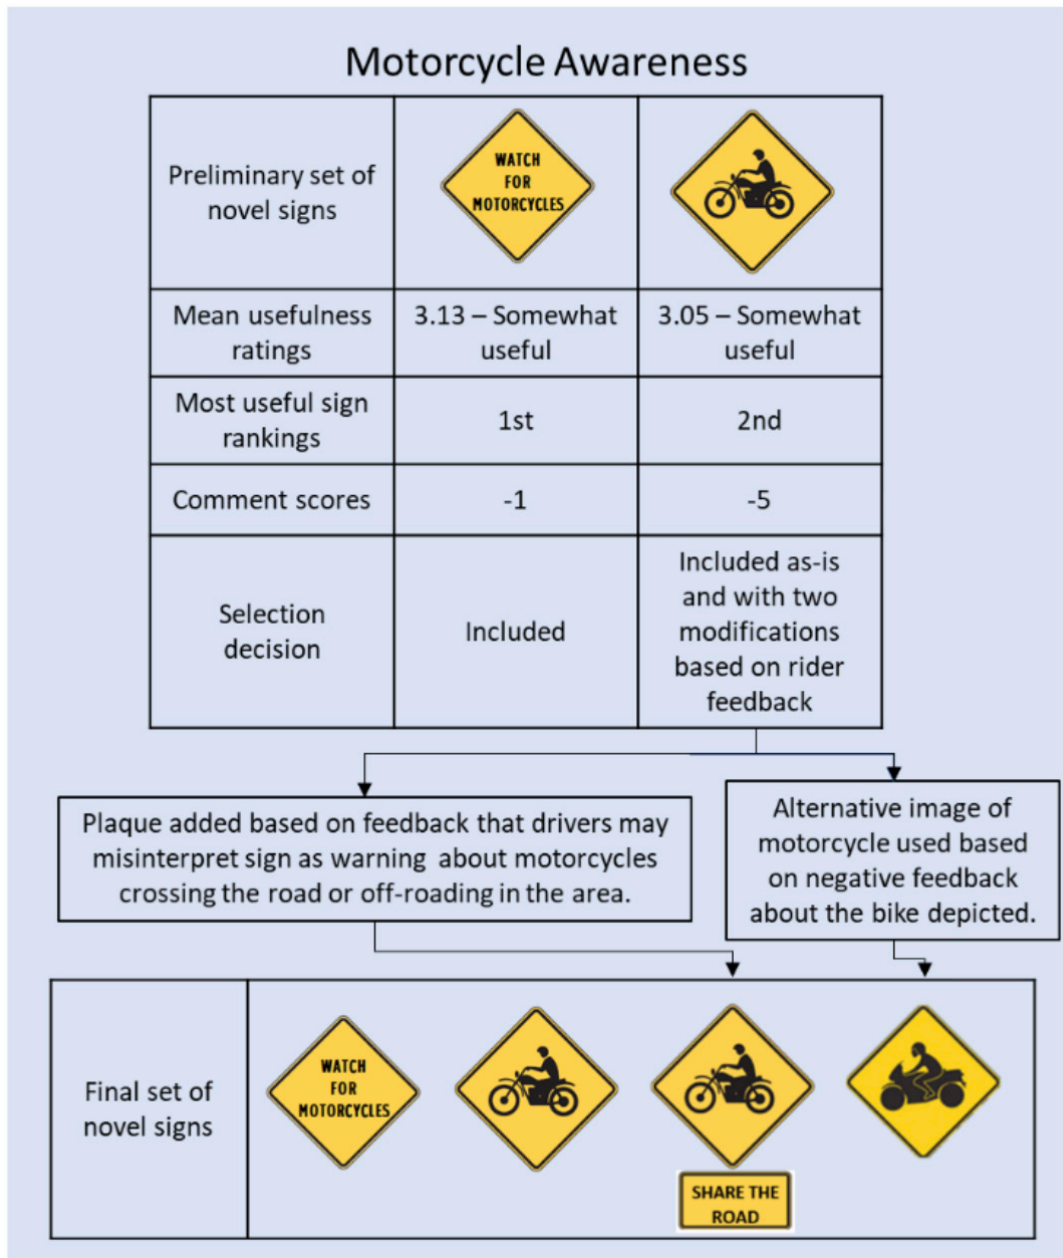 Motorcycle Awareness
Preliminary set of
novel signs
WATCH
FOR
MOTORCYCLES
Mean usefulness
ratings
3.13 – Somewhat
useful
3.05 – Somewhat
useful
Most useful sign
rankings
1st
2nd
Comment scores
-1
-5
Selection
decision
Included
Included as-is
and with two
modifications
based on rider
feedback
Plaque added based on feedback that drivers may
misinterpret sign as warning about motorcycles
crossing the road or off-roading in the area.
Alternative image of
motorcycle used based
on negative feedback
about the bike depicted.
Final set of
novel signs
WATCH
FOR
MOTORCYCLES
SHARE THE
ROAD